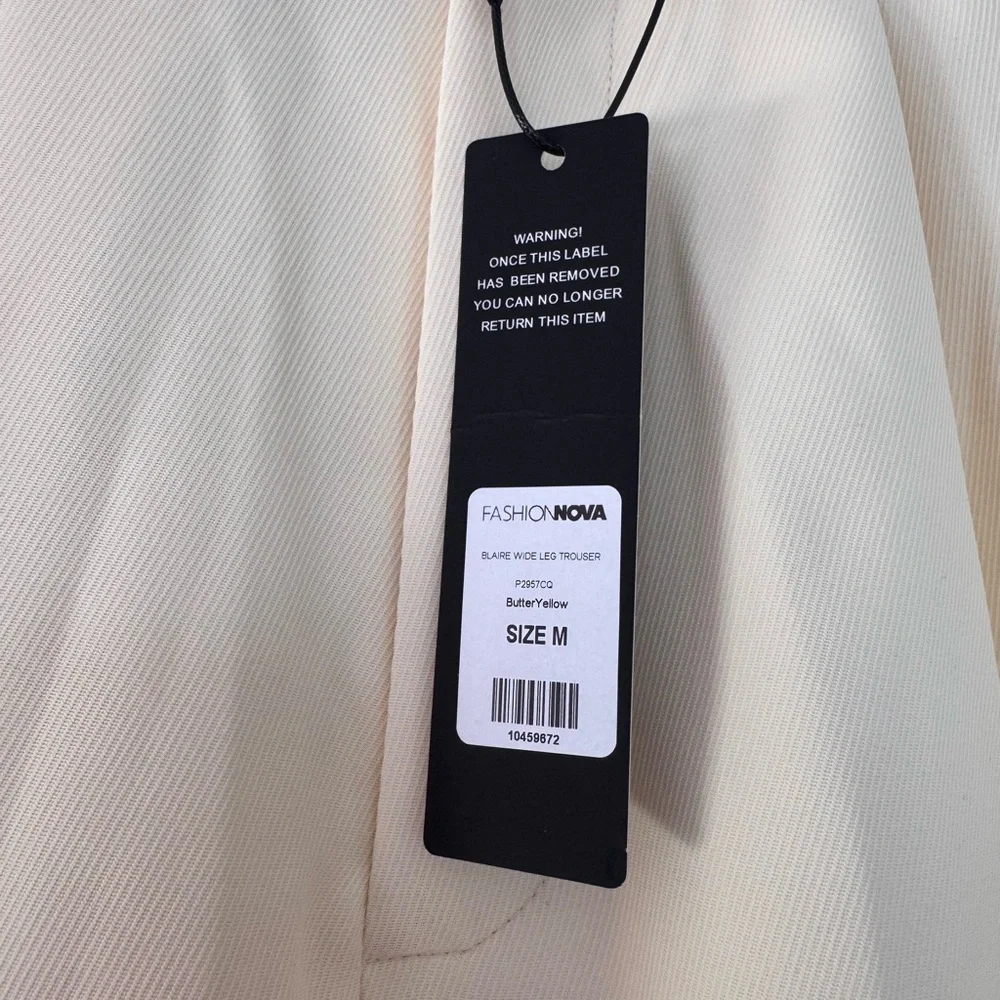 WARNING!
ONCE THIS LABEL
HAS BEEN REMOVED
YOU CAN NO LONGER
RETURN THIS ITEM
FASHIONNOVA
BLAIRE WIDE LEG TROUSER
P2957CQ
ButterYellow
SIZE M
10459672